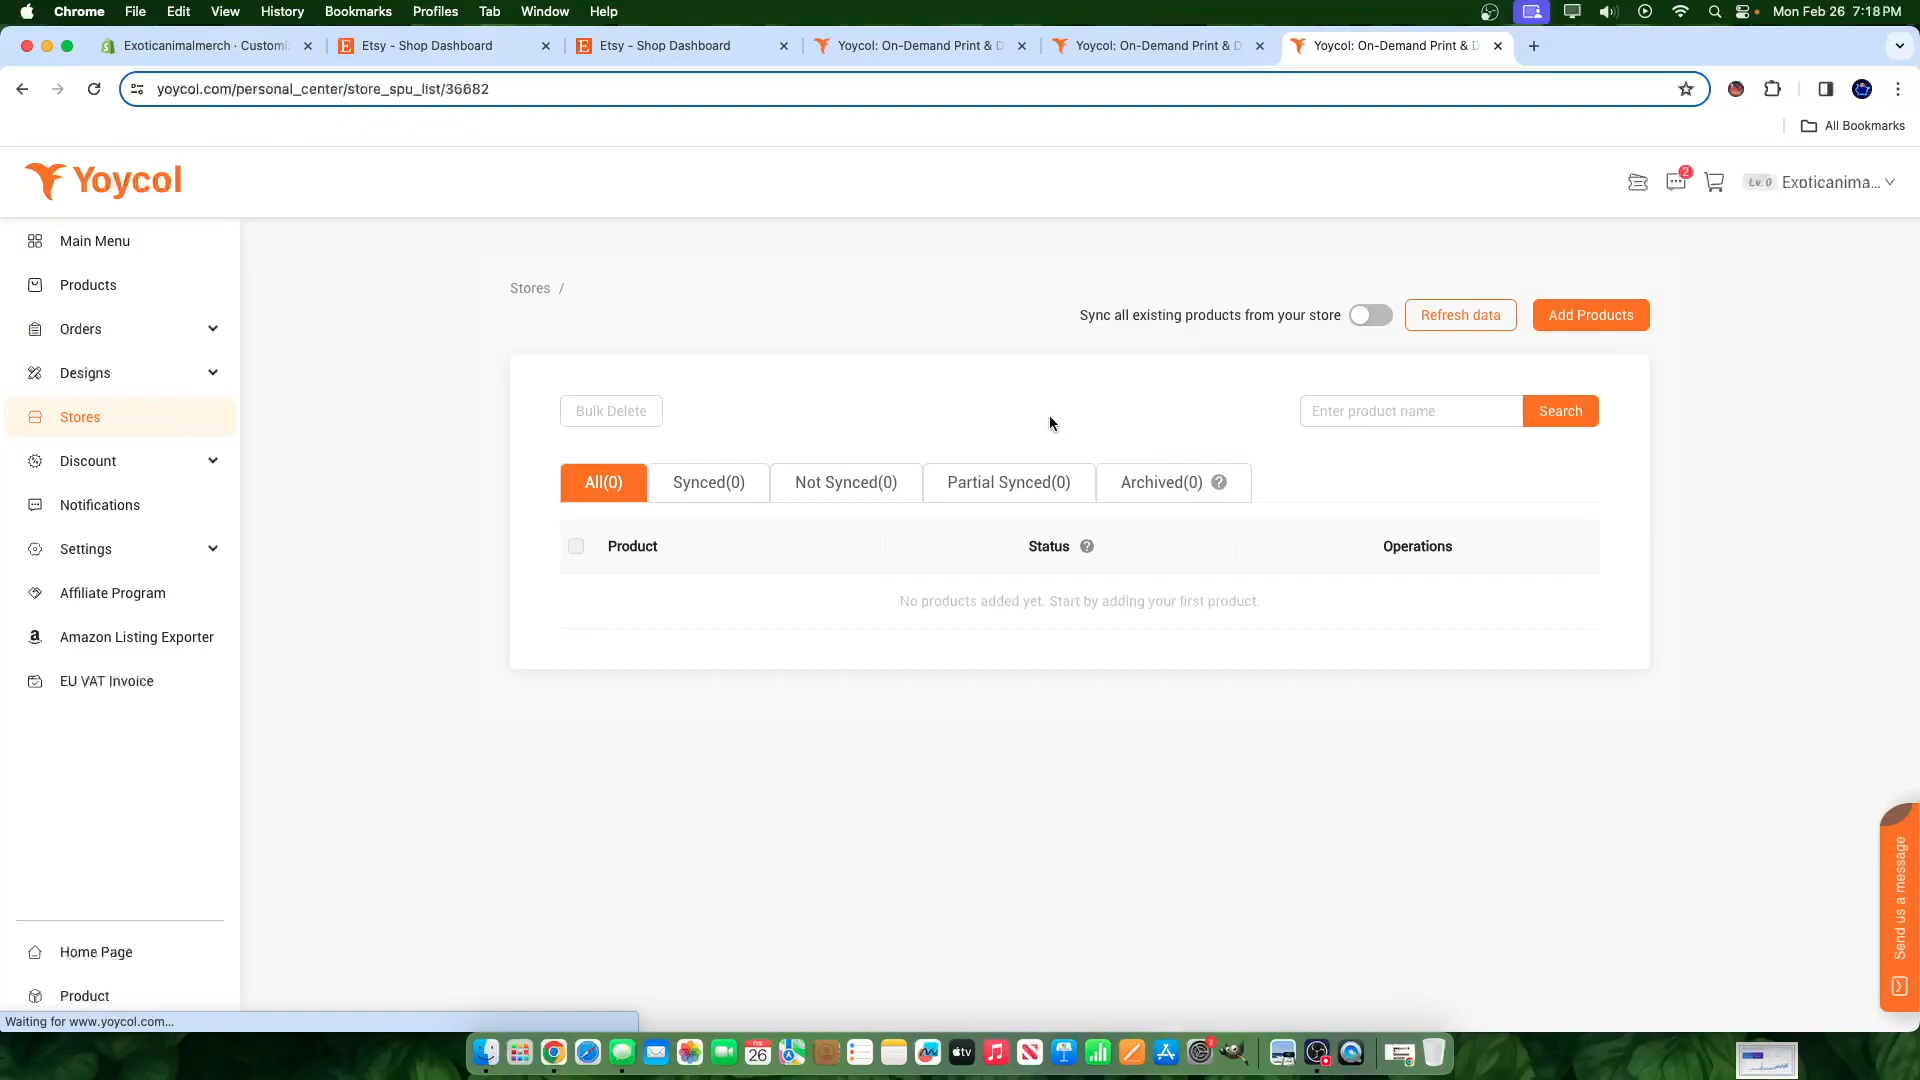 Chrome File Edit View History Bookmarks Profiles Tab Window Help Mon Feb 26 7:18 PM
Exoticanimalmerch · Customi Etsy - Shop Dashboard Etsy - Shop Dashboard Yoycol: On-Demand Print & D Yoycol: On-Demand Print & D Yoycol: On-Demand Print & D
yoycol.com/personal_center/store_spu_list/36682
All Bookmarks
Yoycol
2
Lv.0 Exoticanima...
Main Menu
Products
Orders
Designs
Stores
Discount
Notifications
Settings
Affiliate Program
Amazon Listing Exporter
EU VAT Invoice
Home Page
Product
Waiting for www.yoycol.com...
Stores /
Sync all existing products from your store Refresh data Add Products
Bulk Delete Enter product name Search
All(0) Synced(0) Not Synced(0) Partial Synced(0) Archived(0) ?
Product Status ? Operations
No products added yet. Start by adding your first product.
Send us a message
26
tv